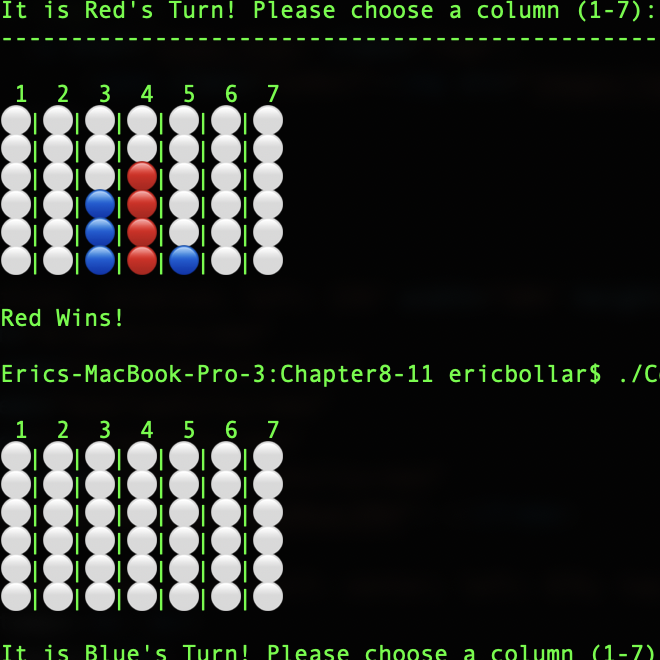 It is Red's Turn! Please choose a column (1-7):
-----------------------------------------------
1 2 3 4 5 6 7
Red Wins!
Erics-MacBook-Pro-3:Chapter8-11 ericbollar$ ./C
1 2 3 4 5 6 7
It is Blue's Turn! Please choose a column (1-7)